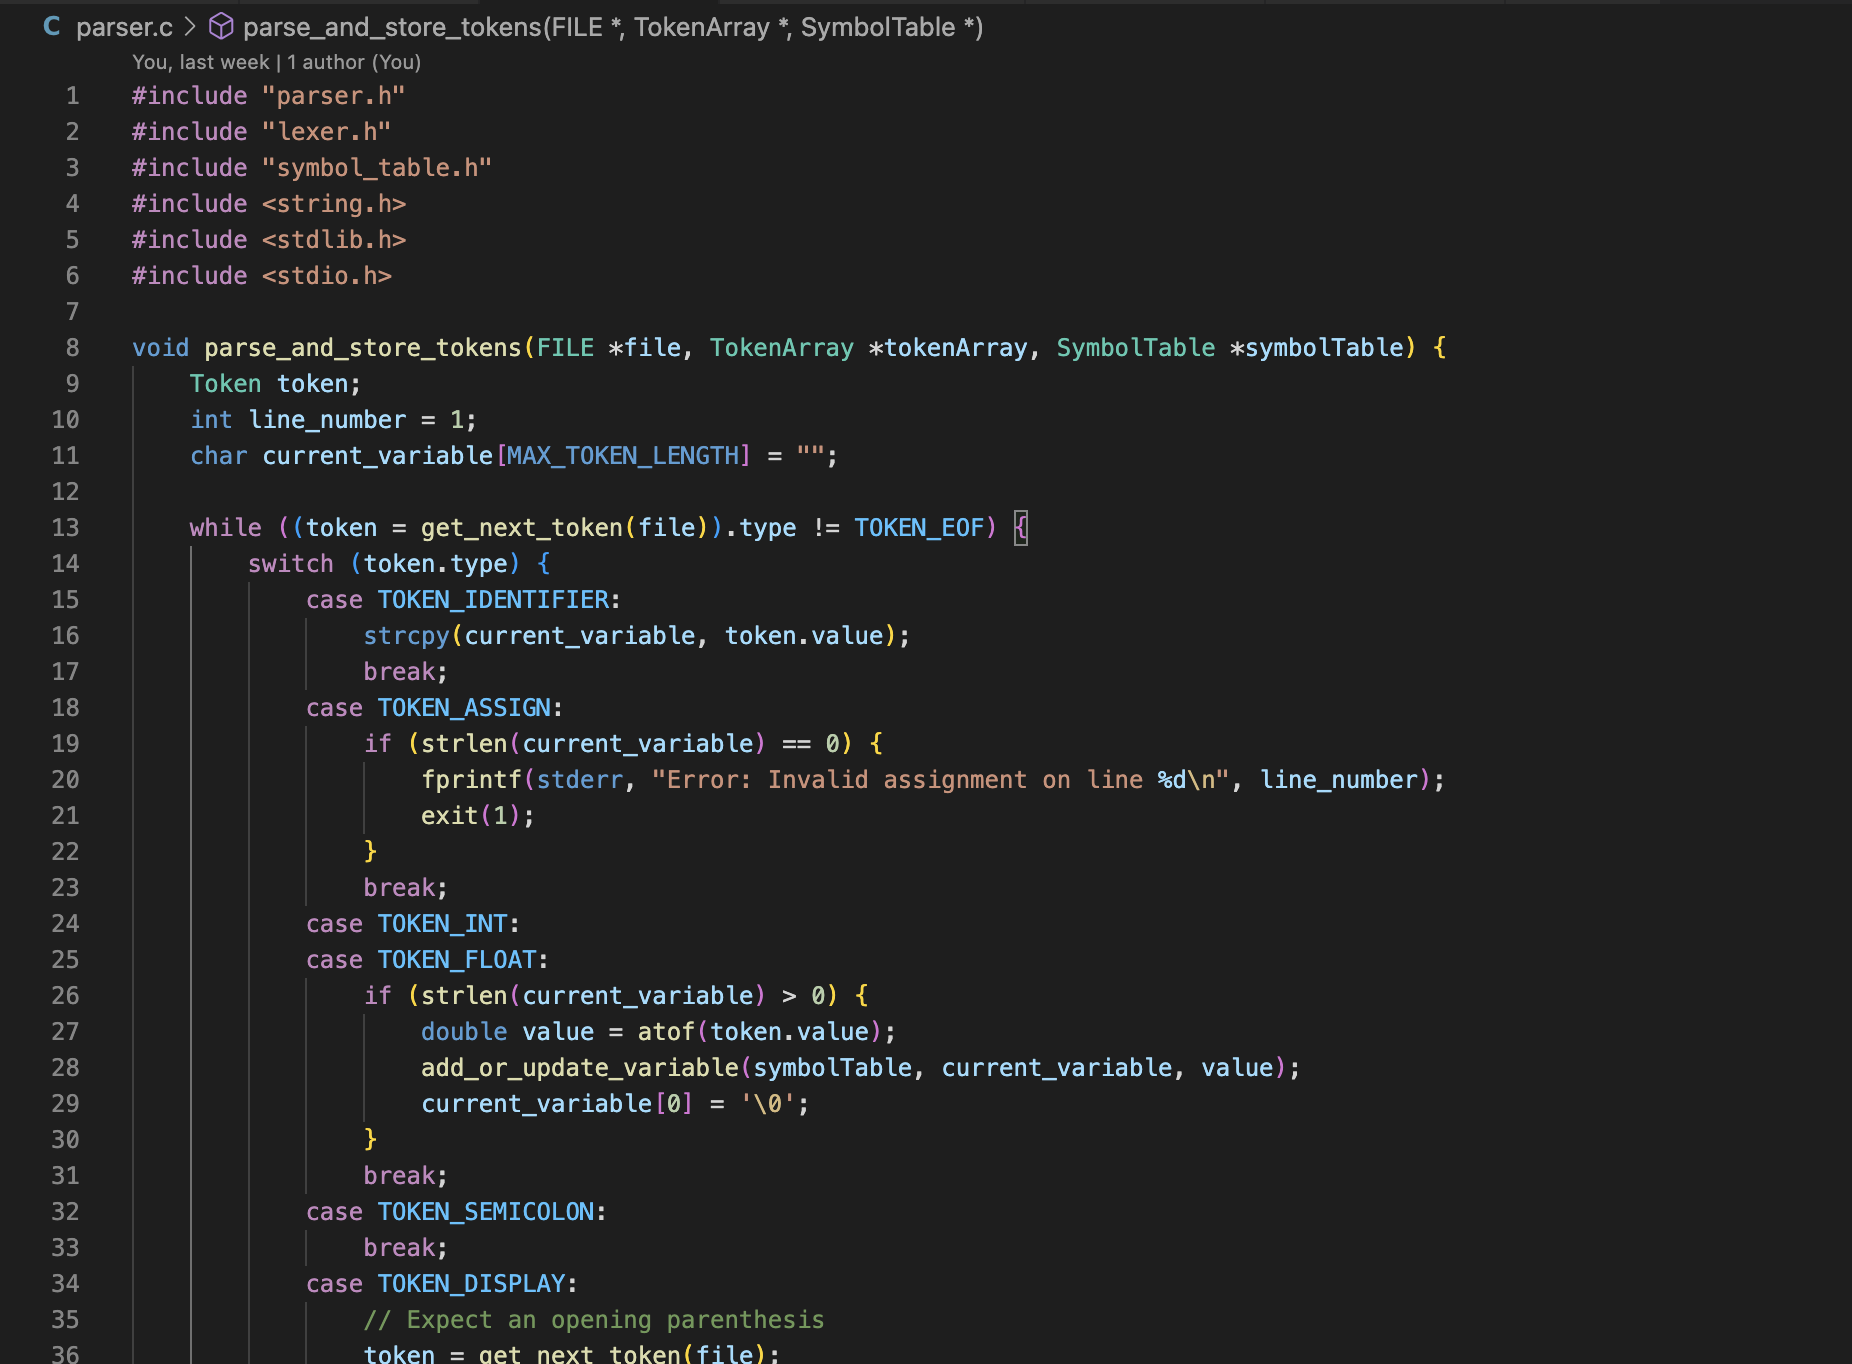 C parser.c > parse_and_store_tokens(FILE *, TokenArray *, SymbolTable *)
You, last week | 1 author (You)
1 #include "parser.h"
2 #include "lexer.h"
3 #include "symbol_table.h"
4 #include <string.h>
5 #include <stdlib.h>
6 #include <stdio.h>
7
8 void parse_and_store_tokens(FILE *file, TokenArray *tokenArray, SymbolTable *symbolTable) {
9     Token token;
10     int line_number = 1;
11     char current_variable[MAX_TOKEN_LENGTH] = "";
12
13     while ((token = get_next_token(file)).type != TOKEN_EOF) {
14         switch (token.type) {
15             case TOKEN_IDENTIFIER:
16                 strcpy(current_variable, token.value);
17                 break;
18             case TOKEN_ASSIGN:
19                 if (strlen(current_variable) == 0) {
20                     fprintf(stderr, "Error: Invalid assignment on line %d\n", line_number);
21                     exit(1);
22                 }
23                 break;
24             case TOKEN_INT:
25             case TOKEN_FLOAT:
26                 if (strlen(current_variable) > 0) {
27                     double value = atof(token.value);
28                     add_or_update_variable(symbolTable, current_variable, value);
29                     current_variable[0] = '\0';
30                 }
31                 break;
32             case TOKEN_SEMICOLON:
33                 break;
34             case TOKEN_DISPLAY:
35                 // Expect an opening parenthesis
36                 token = get_next_token(file);